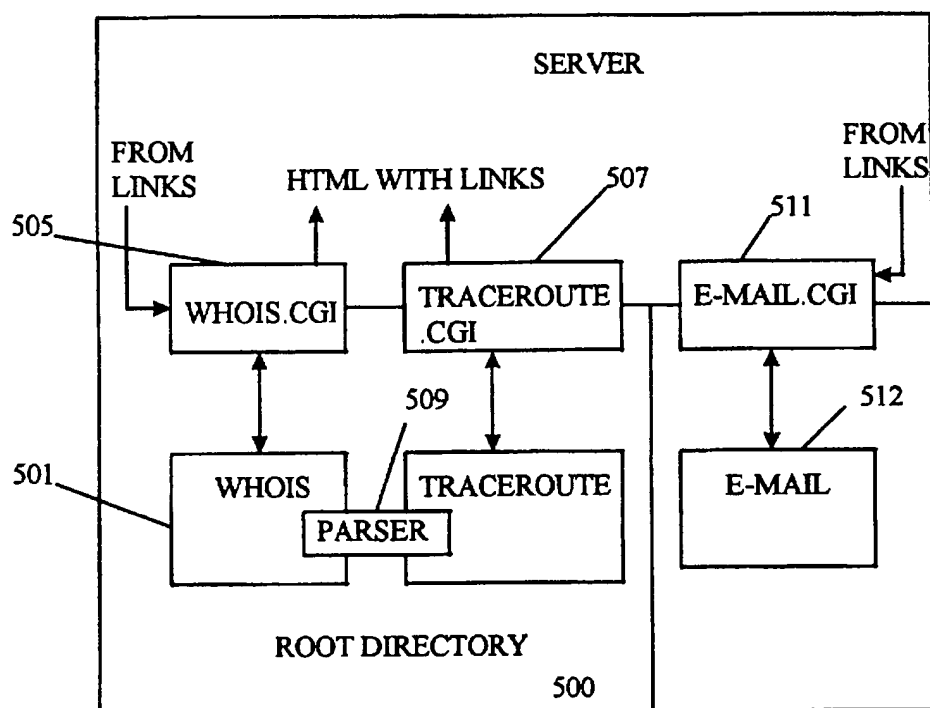 SERVER
FROM
LINKS
HTML WITH LINKS
507
FROM
LINKS
505
511
WHOIS.CGI
TRACEROUTE
.CGI
E-MAIL.CGI
509
512
501
WHOIS
TRACEROUTE
E-MAIL
PARSER
ROOT DIRECTORY
500